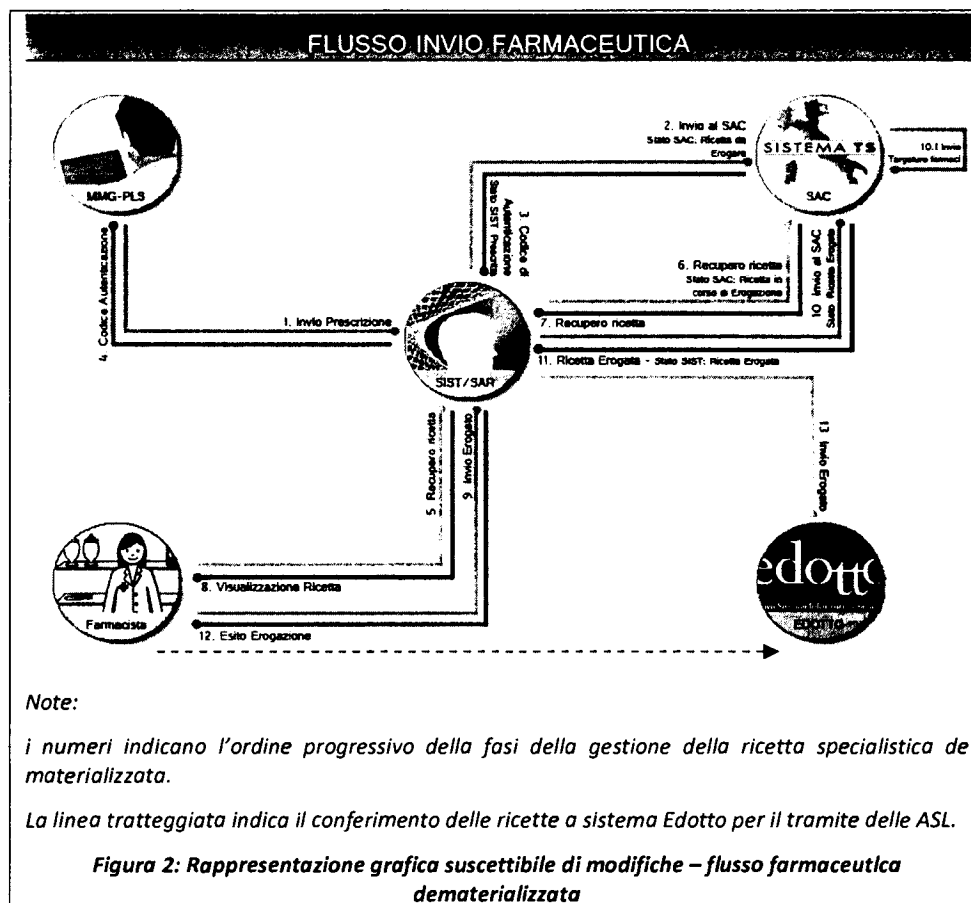 FLUSSO INVIO FARMACEUTICA
MMG-PLS
2. Invio al SAC
Stato SAC: Ricetta da
Erogare
SISTEMA TS
SAC
10.1 Invio
Targatura farmaci
3. Codice di
Autenticazione
Stato SIST Prescritta
4. Codice Autenticazione
1. Invio Prescrizione
6. Recupero ricetta
Stato SAC: Ricetta in
corso di Erogazione
10 Invio al SAC
Stato Ricetta Erogata
7. Recupero ricetta
11. Ricetta Erogata - Stato SIST: Ricetta Erogata
SIST/SAR
5. Recupero ricetta
9. Invio Erogato
13 Invio Erogato
8. Visualizzazione Ricetta
Farmacista
12. Esito Erogazione
edotto
EDOTTO
Note:
i numeri indicano l'ordine progressivo della fasi della gestione della ricetta specialistica de
materializzata.
La linea tratteggiata indica il conferimento delle ricette a sistema Edotto per il tramite delle ASL.
Figura 2: Rappresentazione grafica suscettibile di modifiche – flusso farmaceutica
dematerializzata